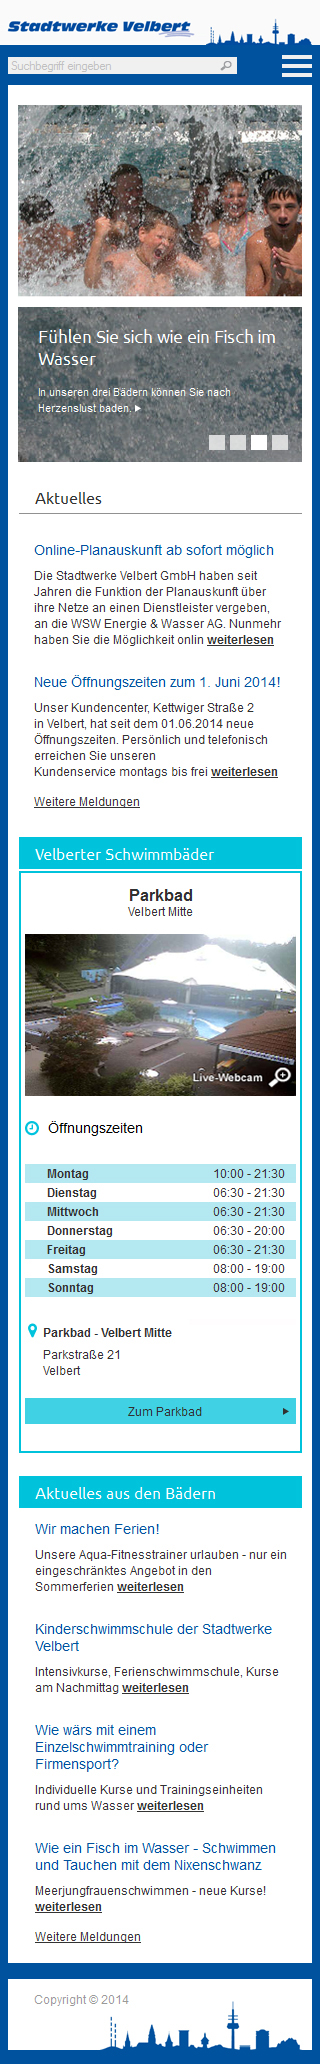 Stadtwerke Velbert
Suchbegriff eingeben
Fühlen Sie sich wie ein Fisch im
Wasser
In unseren drei Bädern können Sie nach
Herzenslust baden.
Aktuelles
Online-Planauskunft ab sofort möglich
Die Stadtwerke Velbert GmbH haben seit
Jahren die Funktion der Planauskunft über
ihre Netze an einen Dienstleister vergeben,
an die WSW Energie & Wasser AG. Nunmehr
haben Sie die Möglichkeit onlin weiterlesen
Neue Öffnungszeiten zum 1. Juni 2014!
Unser Kundencenter, Kettwiger Straße 2
in Velbert, hat seit dem 01.06.2014 neue
Öffnungszeiten. Persönlich und telefonisch
erreichen Sie unseren
Kundenservice montags bis frei weiterlesen
Weitere Meldungen
Velberter Schwimmbäder
Parkbad
Velbert Mitte
Live-Webcam
Öffnungszeiten
Montag 10:00 - 21:30
Dienstag 06:30 - 21:30
Mittwoch 06:30 - 21:30
Donnerstag 06:30 - 20:00
Freitag 06:30 - 21:30
Samstag 08:00 - 19:00
Sonntag 08:00 - 19:00
Parkbad - Velbert Mitte
Parkstraße 21
Velbert
Zum Parkbad
Aktuelles aus den Bädern
Wir machen Ferien!
Unsere Aqua-Fitnesstrainer urlauben - nur ein
eingeschränktes Angebot in den
Sommerferien weiterlesen
Kinderschwimmschule der Stadtwerke
Velbert
Intensivkurse, Ferienschwimmschule, Kurse
am Nachmittag weiterlesen
Wie wärs mit einem
Einzelschwimmtraining oder
Firmensport?
Individuelle Kurse und Trainingseinheiten
rund ums Wasser weiterlesen
Wie ein Fisch im Wasser - Schwimmen
und Tauchen mit dem Nixenschwanz
Meerjungfrauenschwimmen - neue Kurse!
weiterlesen
Weitere Meldungen
Copyright © 2014